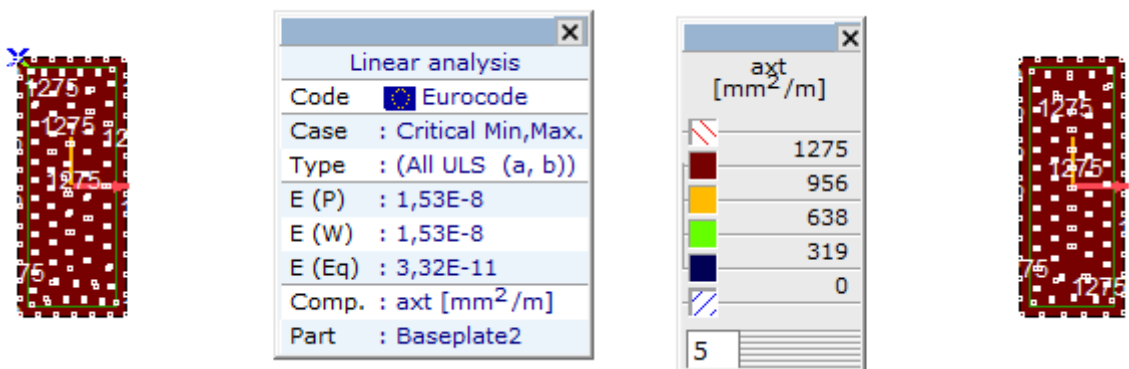 1275
1275
12
1275
75
Linear analysis
Code Eurocode
Case : Critical Min,Max.
Type : (All ULS (a, b))
E (P) : 1,53E-8
E (W) : 1,53E-8
E (Eq) : 3,32E-11
Comp. : axt [mm²/m]
Part : Baseplate2
axt
[mm²/m]
1275
956
638
319
0
5
1275
1275
75
1275